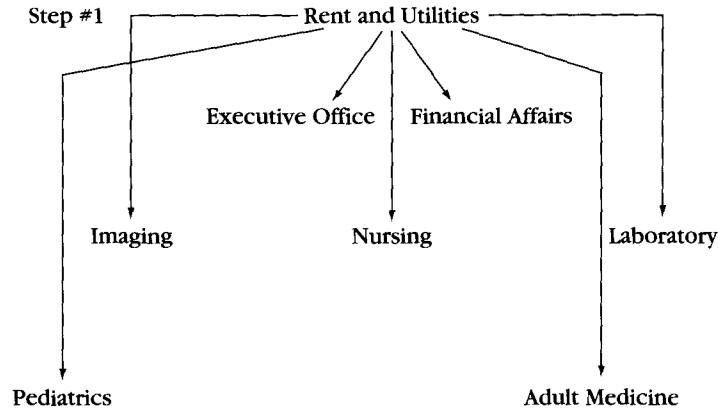 Step #1 Rent and Utilities
Executive Office Financial Affairs
Imaging Nursing Laboratory
Pediatrics Adult Medicine